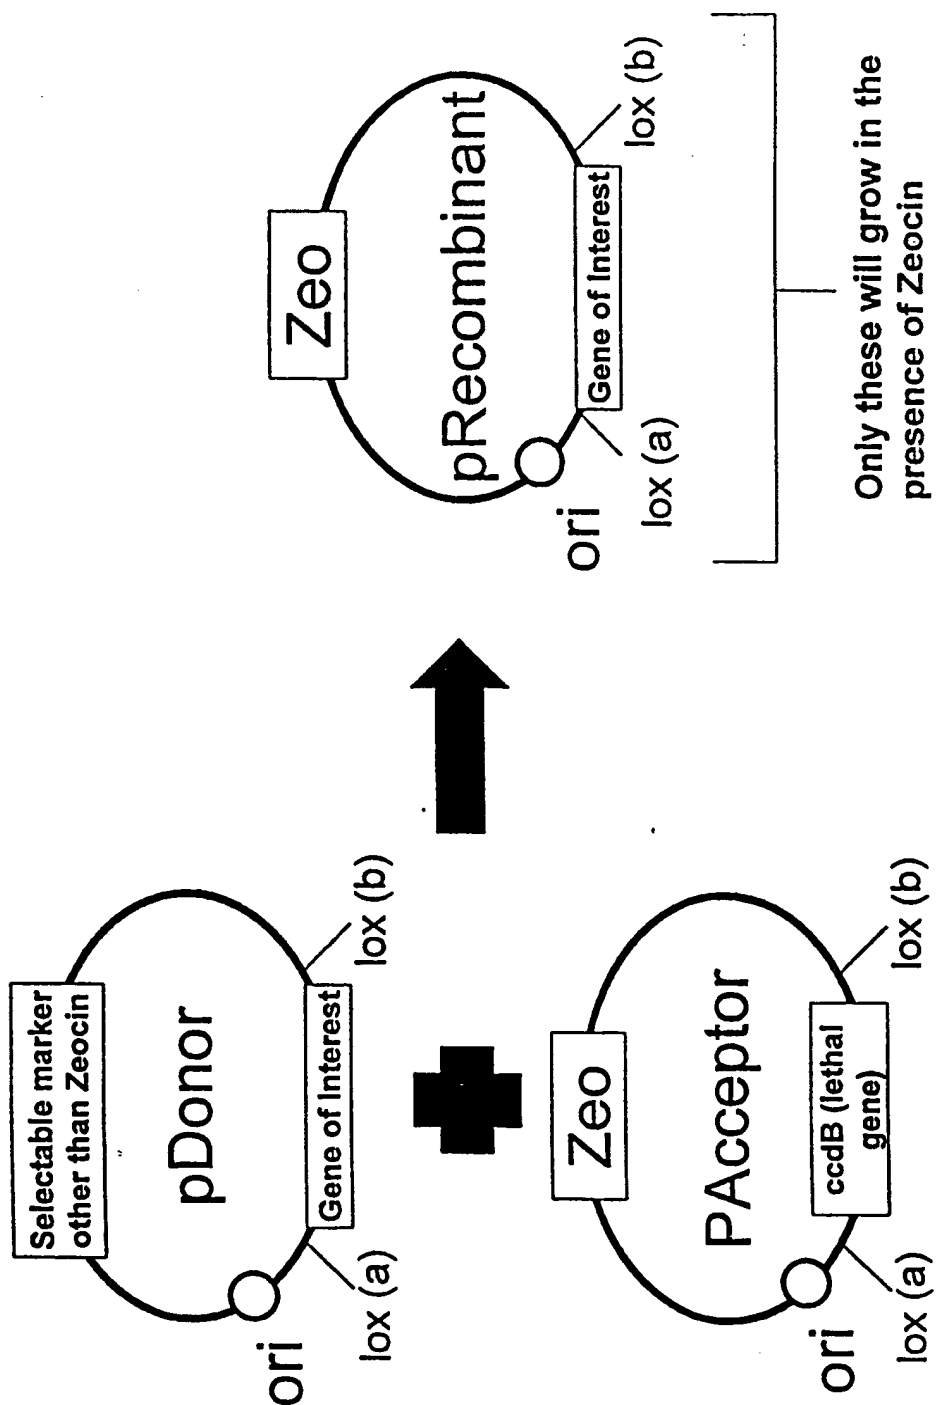 Selectable marker
other than Zeocin
pDonor
Gene of Interest
ori
lox (a)
lox (b)
Zeo
PAcceptor
ccdB (lethal
gene)
ori
lox (a)
lox (b)
Zeo
pRecombinant
Gene of Interest
ori
lox (a)
lox (b)
Only these will grow in the
presence of Zeocin